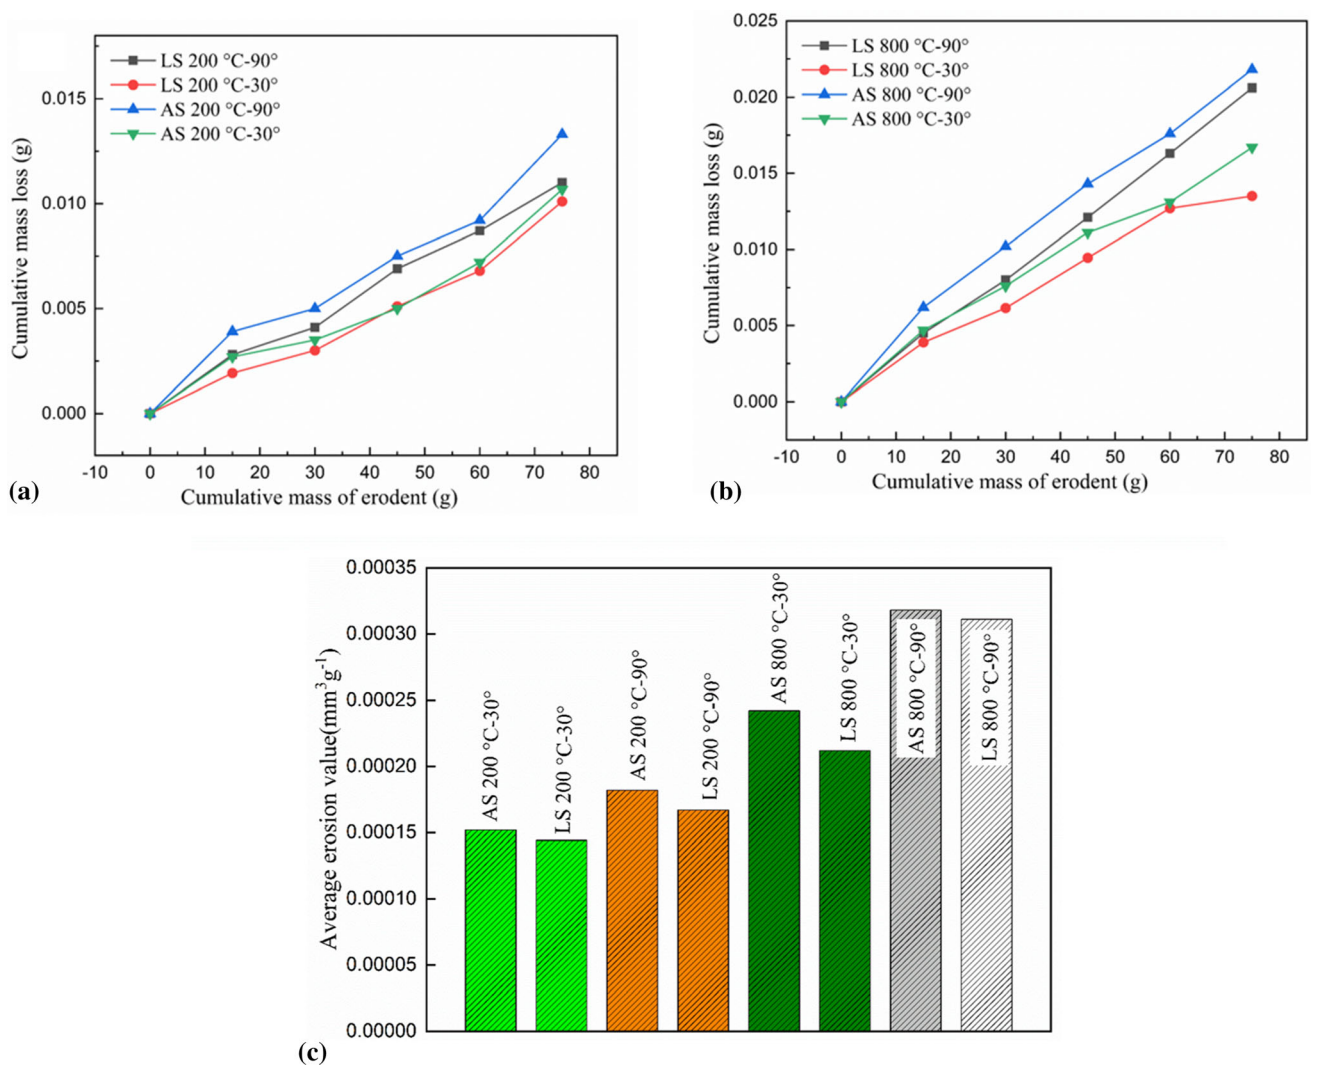 LS 200 °C-90°
LS 200 °C-30°
AS 200 °C-90°
AS 200 °C-30°
0.015
0.010
0.005
0.000
Cumulative mass loss (g)
-10 0 10 20 30 40 50 60 70 80
Cumulative mass of erodent (g)
(a)
LS 800 °C-90°
LS 800 °C-30°
AS 800 °C-90°
AS 800 °C-30°
0.025
0.020
0.015
0.010
0.005
0.000
Cumulative mass loss (g)
-10 0 10 20 30 40 50 60 70 80
Cumulative mass of erodent (g)
(b)
0.00035
0.00030
0.00025
0.00020
0.00015
0.00010
0.00005
0.00000
Average erosion value(mm³g⁻¹)
AS 200 °C-30°
LS 200 °C-30°
AS 200 °C-90°
LS 200 °C-90°
AS 800 °C-30°
LS 800 °C-30°
AS 800 °C-90°
LS 800 °C-90°
(c)